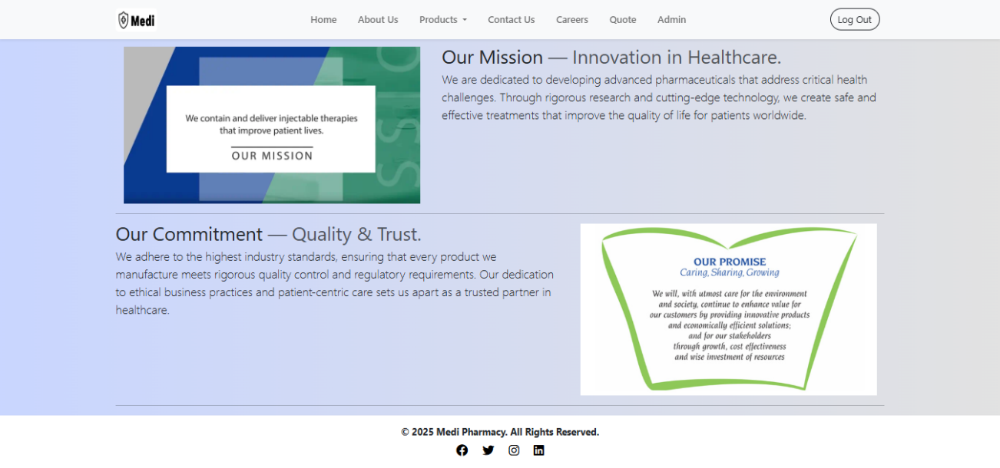 Medi
Home
About Us
Products
Contact Us
Careers
Quote
Admin
Log Out
We contain and deliver injectable therapies
that improve patient lives.
OUR MISSION
Our Mission — Innovation in Healthcare.
We are dedicated to developing advanced pharmaceuticals that address critical health
challenges. Through rigorous research and cutting-edge technology, we create safe and
effective treatments that improve the quality of life for patients worldwide.
Our Commitment — Quality & Trust.
We adhere to the highest industry standards, ensuring that every product we
manufacture meets rigorous quality control and regulatory requirements. Our dedication
to ethical business practices and patient-centric care sets us apart as a trusted partner in
healthcare.
OUR PROMISE
Caring, Sharing, Growing
We will, with utmost care for the environment
and society, continue to enhance value for
our customers by providing innovative products
and economically efficient solutions;
and for our stakeholders
through growth, cost effectiveness
and wise investment of resources
© 2025 Medi Pharmacy. All Rights Reserved.